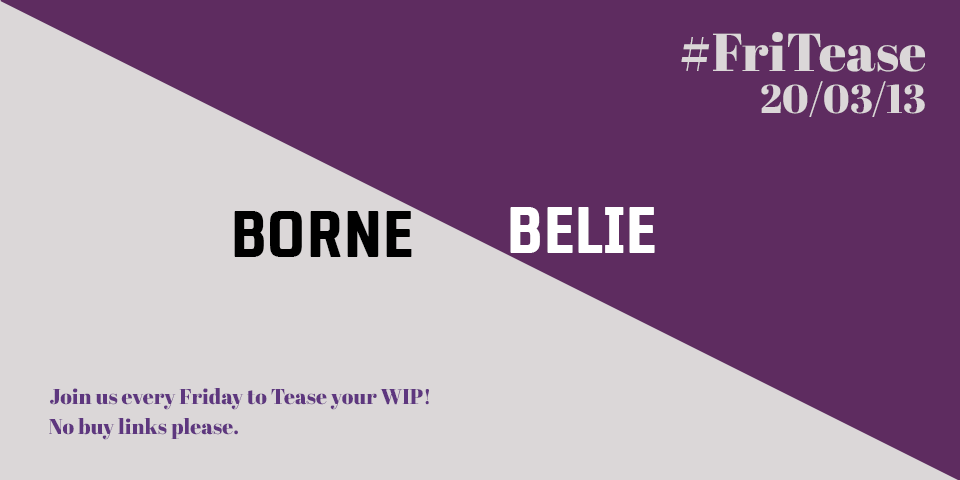 #FriTease
20/03/13
BORNE BELIE
Join us every Friday to Tease your WIP!
No buy links please.